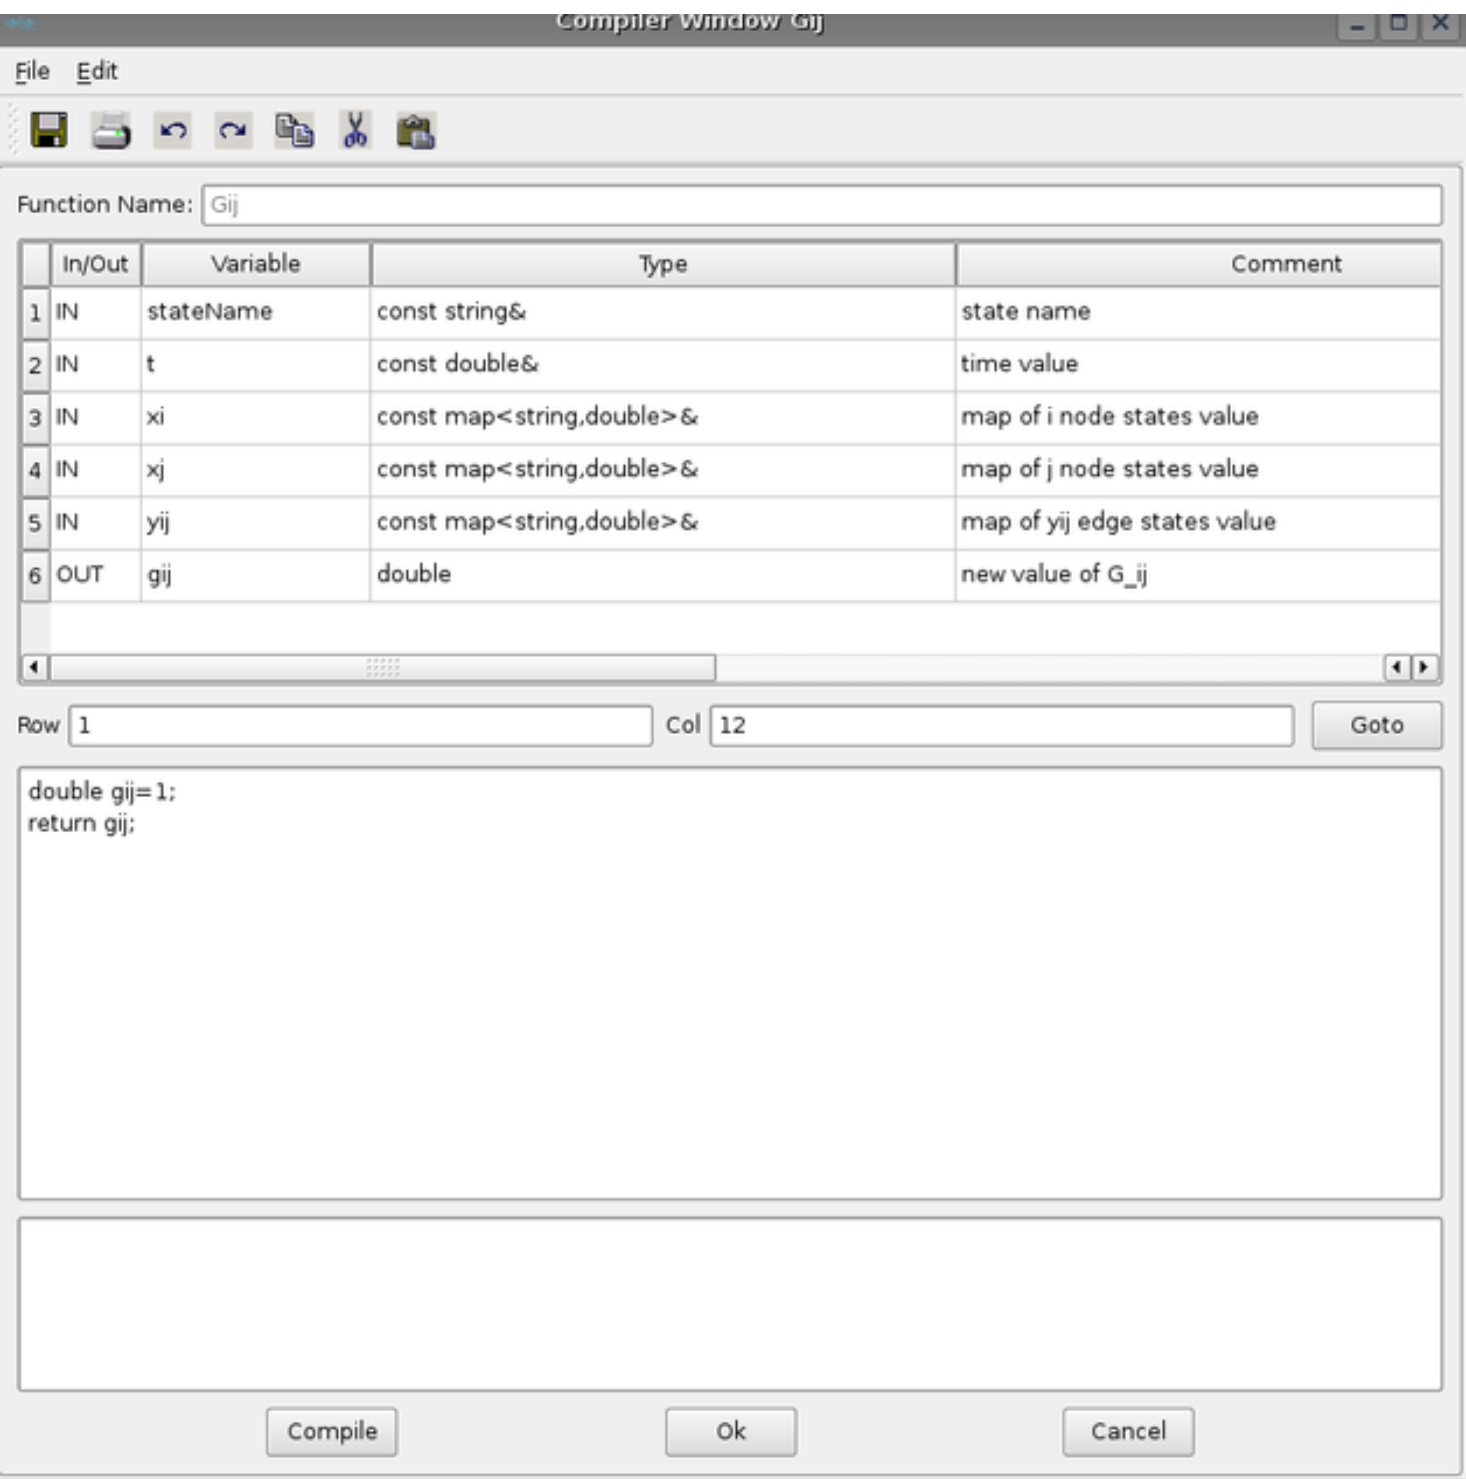 Compiler Window Gij
File Edit
Function Name: Gij
In/Out Variable Type Comment
1 IN stateName const string& state name
2 IN t const double& time value
3 IN xi const map<string,double>& map of i node states value
4 IN xj const map<string,double>& map of j node states value
5 IN yij const map<string,double>& map of yij edge states value
6 OUT gij double new value of G_ij
Row 1 Col 12 Goto
double gij=1;
return gij;
Compile Ok Cancel